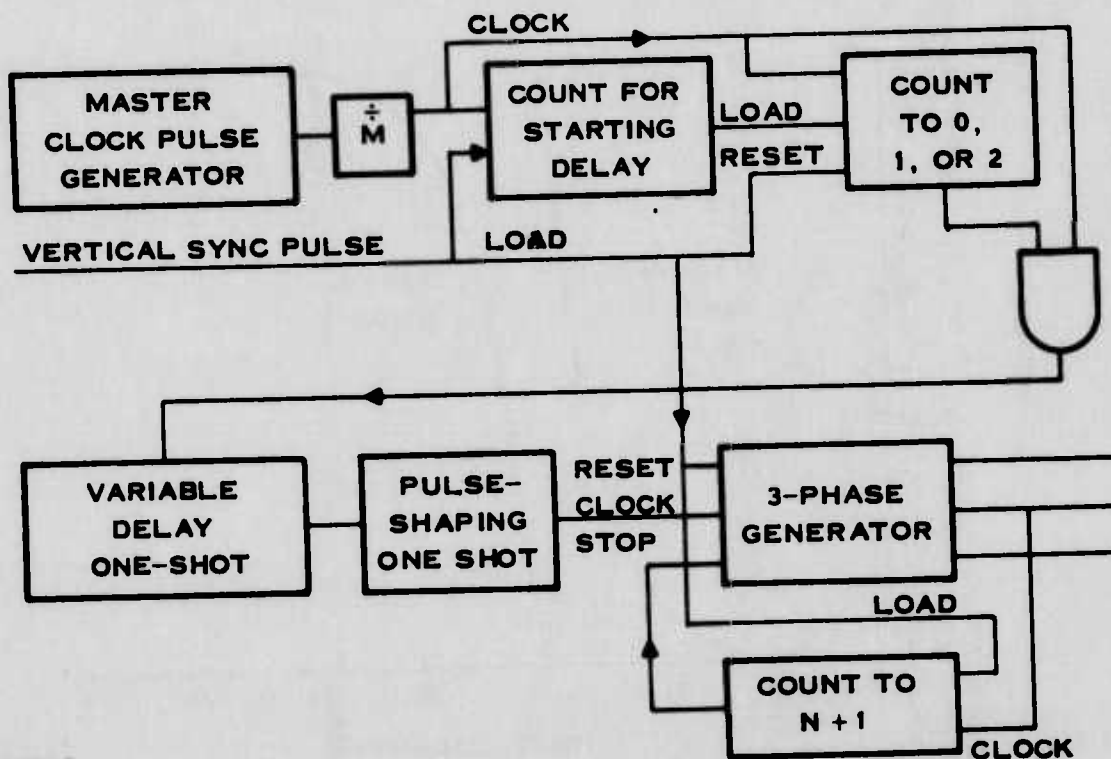 CLOCK
MASTER
CLOCK PULSE
GENERATOR
÷
M
COUNT FOR
STARTING
DELAY
LOAD
RESET
COUNT
TO 0,
1, OR 2
VERTICAL SYNC PULSE
LOAD
VARIABLE
DELAY
ONE-SHOT
PULSE-
SHAPING
ONE SHOT
RESET
CLOCK
STOP
3-PHASE
GENERATOR
LOAD
COUNT TO
N + 1
CLOCK